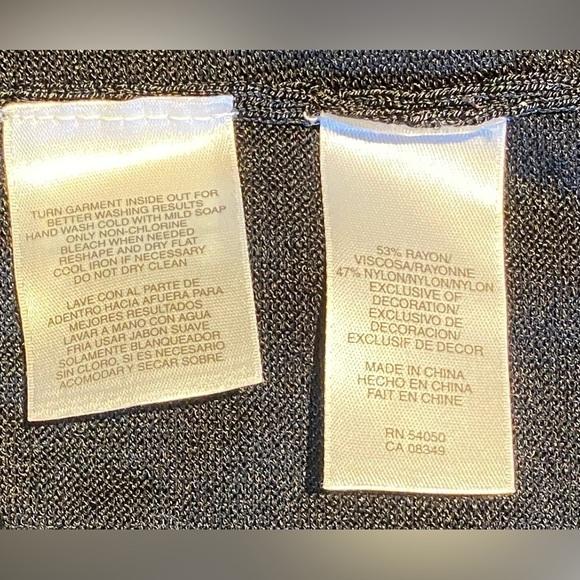 TURN GARMENT INSIDE OUT FOR
BETTER WASHING RESULTS
HAND WASH COLD WITH MILD SOAP
ONLY NON-CHLORINE
BLEACH WHEN NEEDED
RESHAPE AND DRY FLAT
COOL IRON IF NECESSARY
DO NOT DRY CLEAN
LAVE CON AL PARTE DE
ADENTRO HACIA AFUERA PARA
MEJORES RESULTADOS
LAVAR A MANO CON AGUA
FRIA USAR JABON SUAVE
SOLAMENTE BLANQUEADOR
SIN CLORO, SI ES NECESARIO
ACOMODAR Y SECAR SOBRE.
53% RAYON/
VISCOSA/RAYONNE
47% NYLON/NYLON/NYLON
EXCLUSIVE OF
DECORATION/
EXCLUSIVO DE
DECORACION/
EXCLUSIF DE DECOR
MADE IN CHINA
HECHO EN CHINA
FAIT EN CHINE
RN 54050
CA 08349